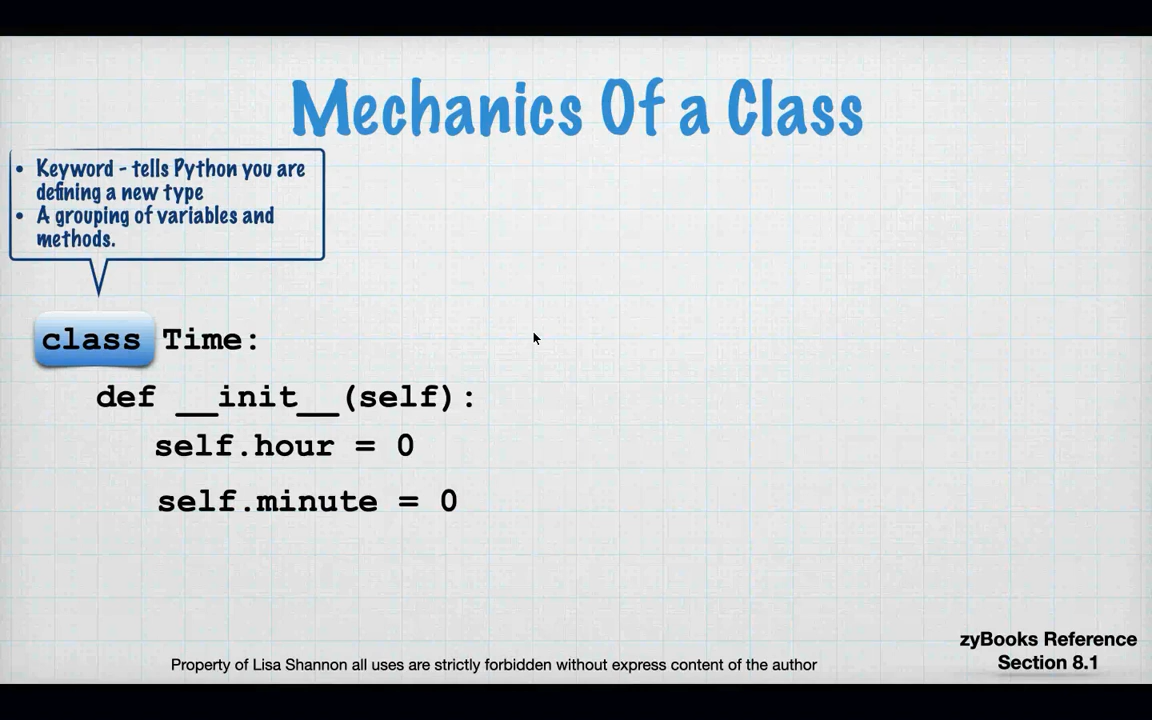 Mechanics Of a Class
• Keyword - tells Python you are
defining a new type
• A grouping of variables and
methods.
class Time:
def __init__(self):
self.hour = 0
self.minute = 0
zyBooks Reference
Section 8.1
Property of Lisa Shannon all uses are strictly forbidden without express content of the author